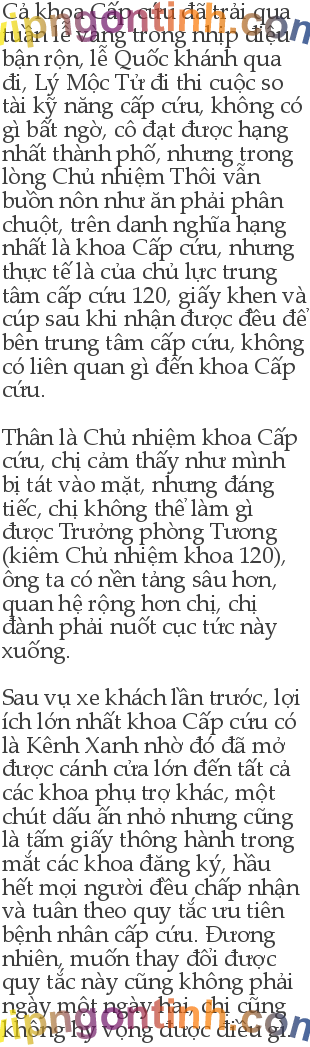 Cả khoa Cấp cứu đã trải qua
tuần lễ vàng trong nhịp điệu
bận rộn, lễ Quốc khánh qua
đi, Lý Mộc Tử đi thi cuộc so
tài kỹ năng cấp cứu, không có
gì bất ngờ, cô đạt được hạng
nhất thành phố, nhưng trong
lòng Chủ nhiệm Thôi vẫn
buồn nôn như ăn phải phân
chuột, trên danh nghĩa hạng
nhất là khoa Cấp cứu, nhưng
thực tế là của chủ lực trung
tâm cấp cứu 120, giấy khen và
cúp sau khi nhận được đều để
bên trung tâm cấp cứu, không
có liên quan gì đến khoa Cấp
cứu.
Thân là Chủ nhiệm khoa Cấp
cứu, chị cảm thấy như mình
bị tát vào mặt, nhưng đáng
tiếc, chị không thể làm gì
được Trưởng phòng Tương
(kiêm Chủ nhiệm khoa 120),
ông ta có nền tảng sâu hơn,
quan hệ rộng hơn chị, chị
đành phải nuốt cục tức này
xuống.
Sau vụ xe khách lần trước, lợi
ích lớn nhất khoa Cấp cứu có
là Kênh Xanh nhờ đó đã mở
được cánh cửa lớn đến tất cả
các khoa phụ trợ khác, một
chút dấu ấn nhỏ nhưng cũng
là tấm giấy thông hành trong
mắt các khoa đăng ký, hầu
hết mọi người đều chấp nhận
và tuân theo quy tắc ưu tiên
bệnh nhân cấp cứu. Đương
nhiên, muốn thay đổi được
quy tắc này cũng không phải
ngày một ngày hai, chị cũng
không hy vọng được điều gì.